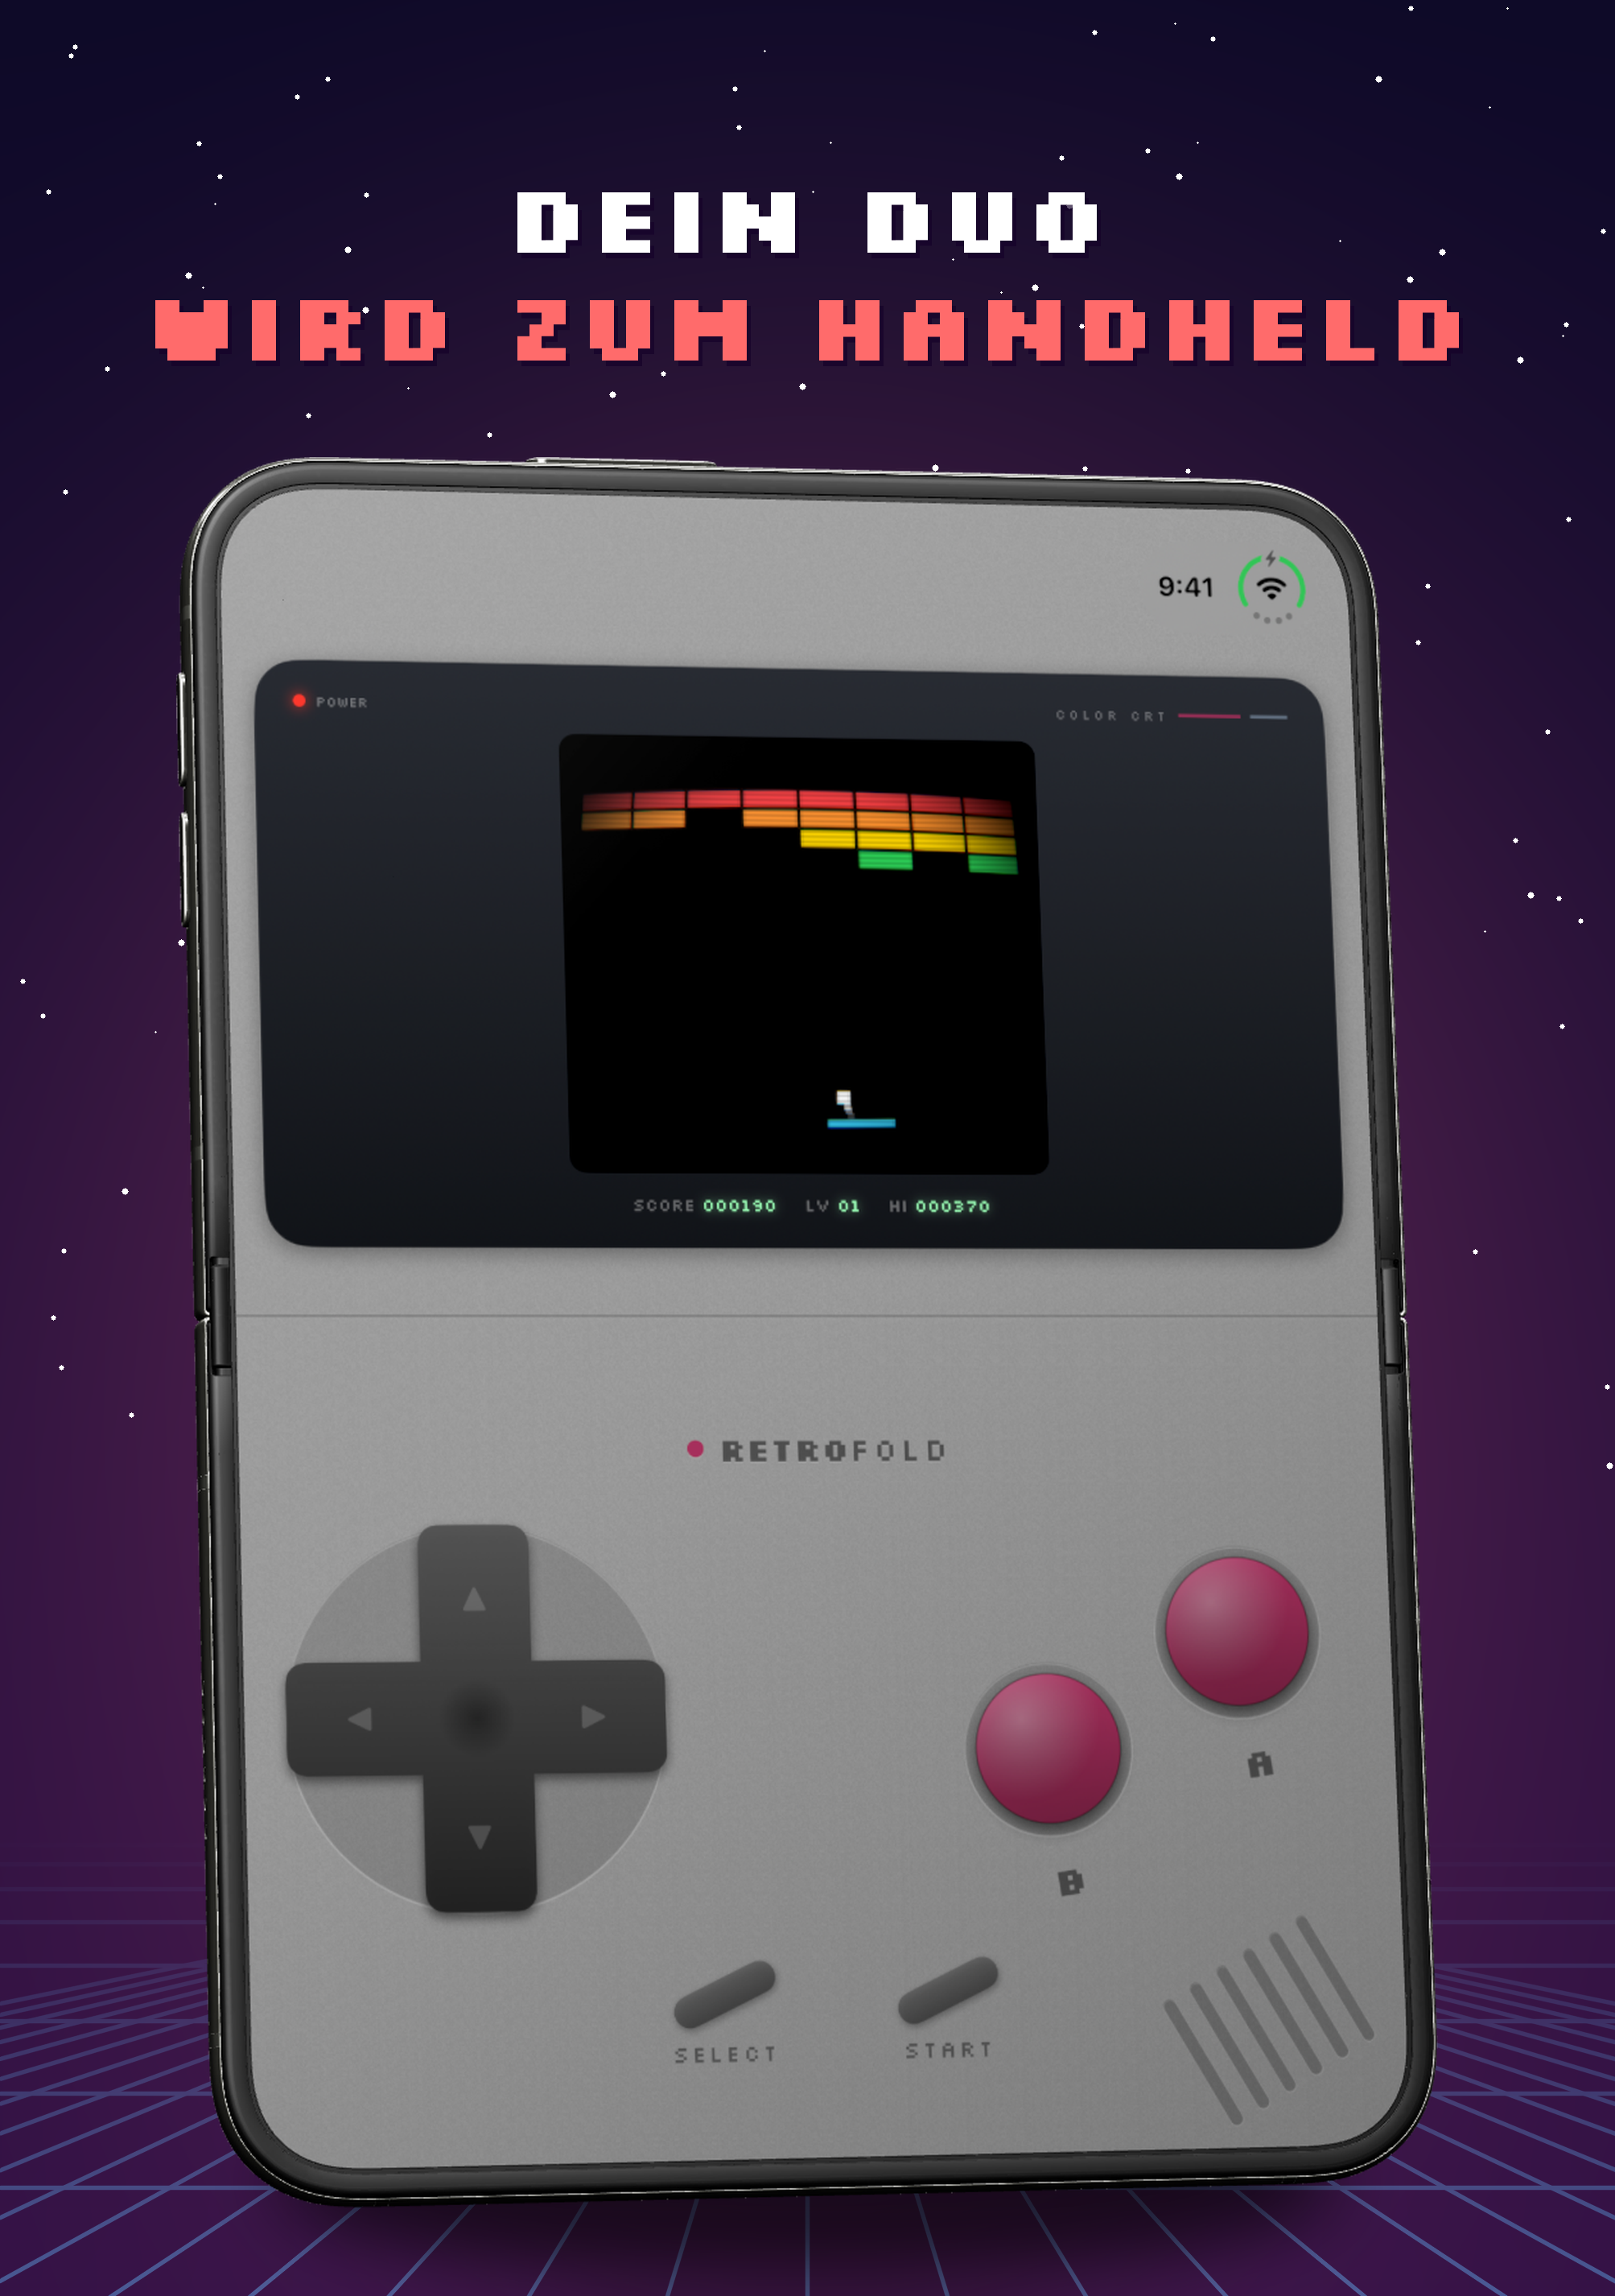 DEIN DUO
WIRD ZUM HANDHELD
9:41
POWER
COLOR CRT
SCORE 000190 LV 01 HI 000370
RETROFOLD
A
B
SELECT
START